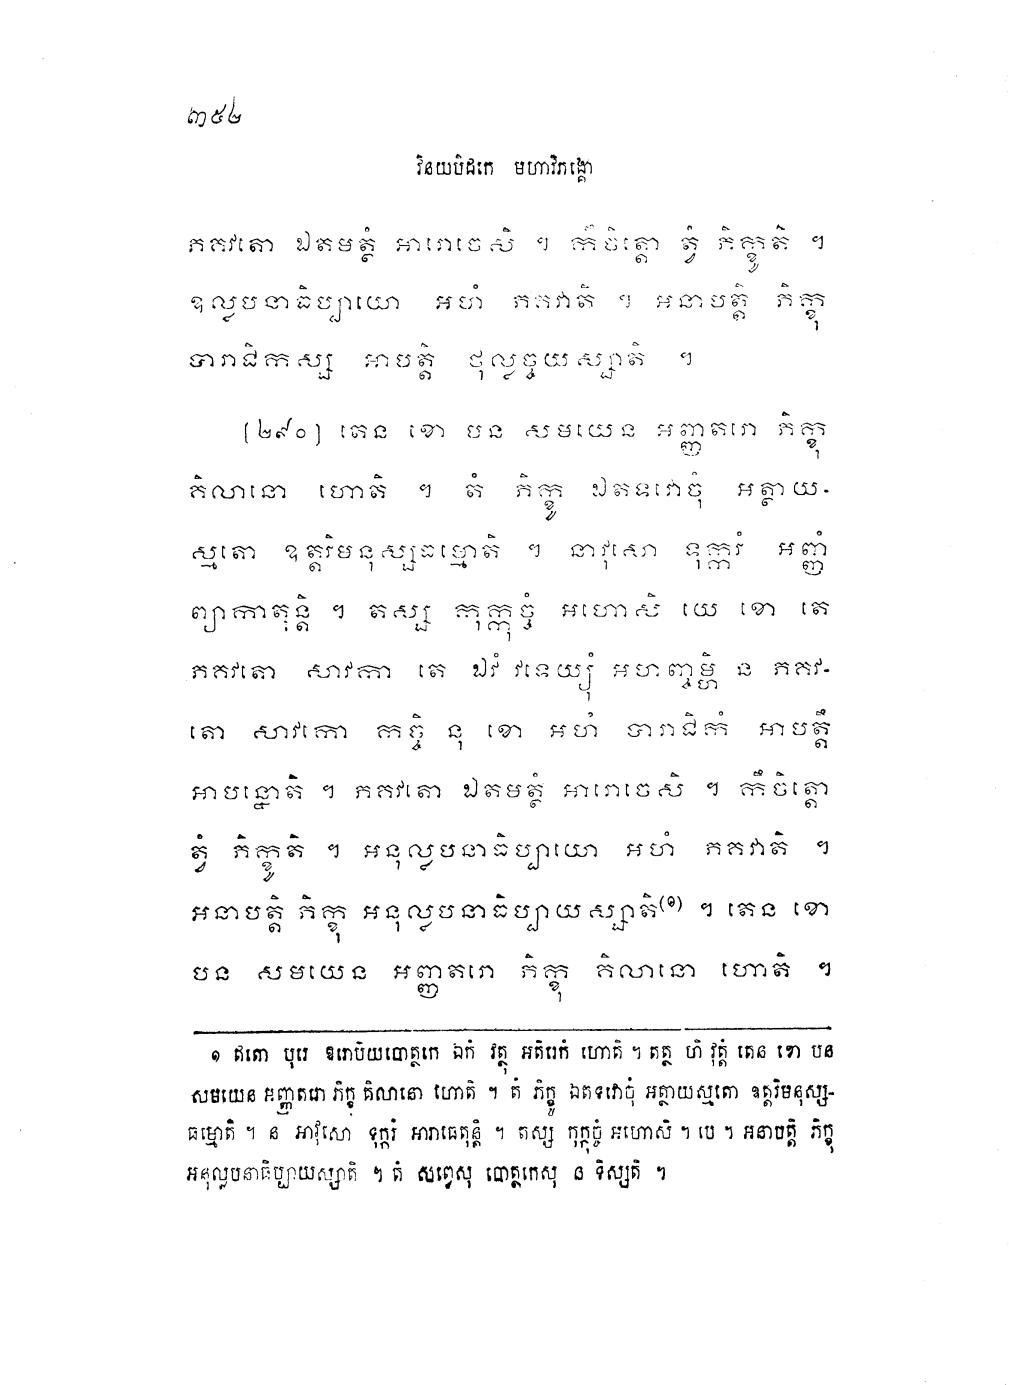 ៣៥៤
វិនយបិដកេ មហាវិភង្គោ
ភគវតោ ឯតមត្ថំ អារោចេសិ ។ កឹចិត្តោ ត្វំ ភិក្ខូតិ ។
ឧល្លបនាធិប្បាយោ អហំ ភគវាតិ ។ អនាបត្តិ ភិក្ខុ
បារាជិកស្ស អាបត្តិ ថុល្លច្ចយស្សាតិ ។
[២៩០] តេន ខោ បន សមយេន អញ្ញតរោ ភិក្ខុ
គិលានោ ហោតិ ។ តំ ភិក្ខូ ឯតទវោចុំ អត្ថាយ-
ស្មតោ ឧត្តរិមនុស្សធម្មោតិ ។ នាវុសោ ទុក្ករំ អញ្ញំ
ព្យាកាតុន្តិ ។ តស្ស កុក្កុច្ចំ អហោសិ យេ ខោ តេ
ភគវតោ សាវកា តេ ឯវំ វទេយ្យុំ អហញ្ចម្ហិ ន ភគវ-
តោ សាវកោ កច្ចិ នុ ខោ អហំ បារាជិកំ អាបត្តឹ
អាបន្នោតិ ។ ភគវតោ ឯតមត្ថំ អារោចេសិ ។ កឹចិត្តោ
ត្វំ ភិក្ខូតិ ។ អនុល្លបនាធិប្បាយោ អហំ ភគវាតិ ។
អនាបត្តិ ភិក្ខុ អនុល្លបនាធិប្បាយស្សាតិ(១) ។ តេន ខោ
បន សមយេន អញ្ញតរោ ភិក្ខុ គិលានោ ហោតិ ។
១ ឥតោ បុរេ ឱរោបិយបោត្ថកេ ឯកំ វត្ថុ អតិរេកំ ហោតិ ។ តត្ថ ហិ វុត្តំ តេន ខោ បន
សមយេន អញ្ញតរោ ភិក្ខុ គិលានោ ហោតិ ។ តំ ភិក្ខូ ឯតទវោចុំ អត្ថាយស្មតោ ឧត្តរិមនុស្ស-
ធម្មោតិ ។ ន អាវុសោ ទុក្ករំ អារាធេតុន្តិ ។ តស្ស កុក្កុច្ចំ អហោសិ ។ បេ ។ អនាបត្តិ ភិក្ខុ
អនុល្លបនាធិប្បាយស្សាតិ ។ តំ សព្វេសុ បោត្ថកេសុ ន ទិស្សតិ ។